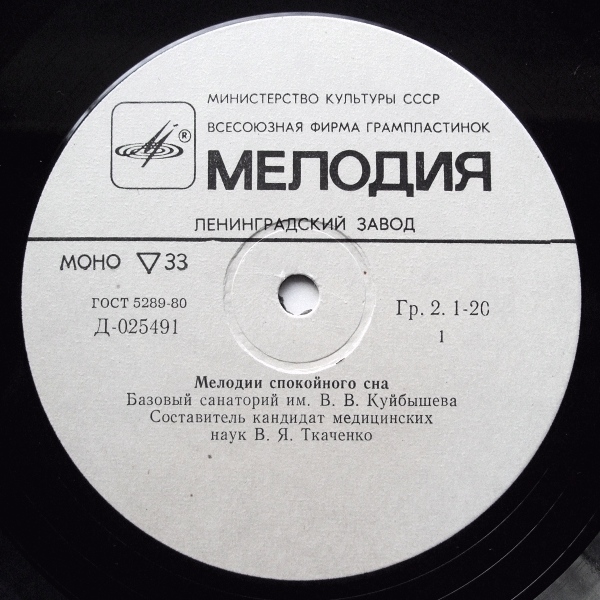 МИНИСТЕРСТВО КУЛЬТУРЫ СССР
ВСЕСОЮЗНАЯ ФИРМА ГРАМПЛАСТИНОК
®
МЕЛОДИЯ
ЛЕНИНГРАДСКИЙ ЗАВОД
МОНО ▽ 33
ГОСТ 5289-80
Д-025491
Гр. 2. 1-20
1
Мелодии спокойного сна
Базовый санаторий им. В. В. Куйбышева
Составитель кандидат медицинских
наук В. Я. Ткаченко